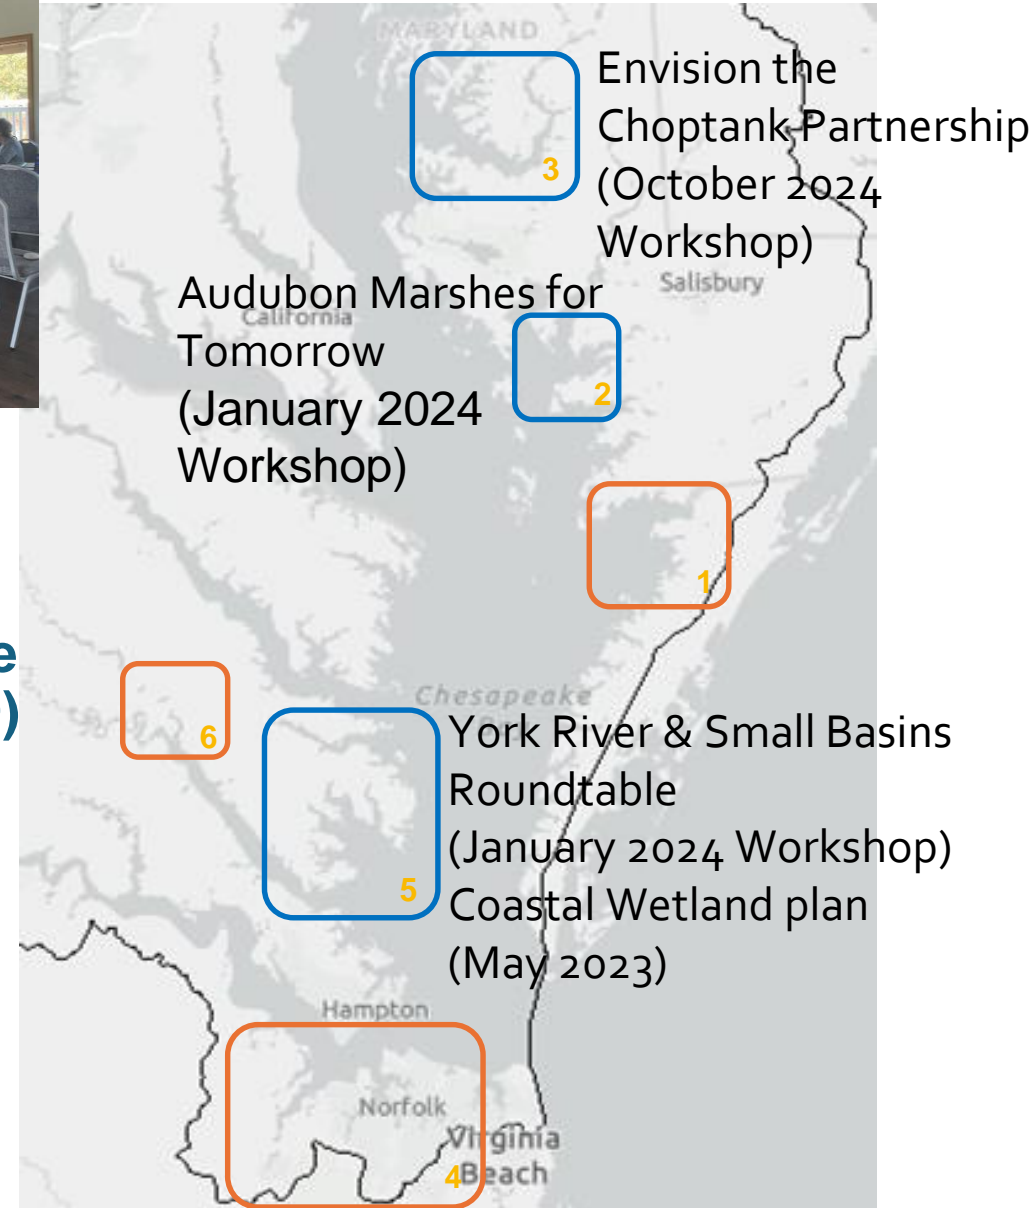 MARYLAND
Envision the
Choptank Partnership
(October 2024
Workshop)
3
Salisbury
Audubon Marshes for
California
Tomorrow
(January 2024
Workshop)
2
1
e
)
6
Chesapeake
York River & Small Basins
Roundtable
(January 2024 Workshop)
Coastal Wetland plan
(May 2023)
5
Hampton
Norfolk
Virginia
Beach
4